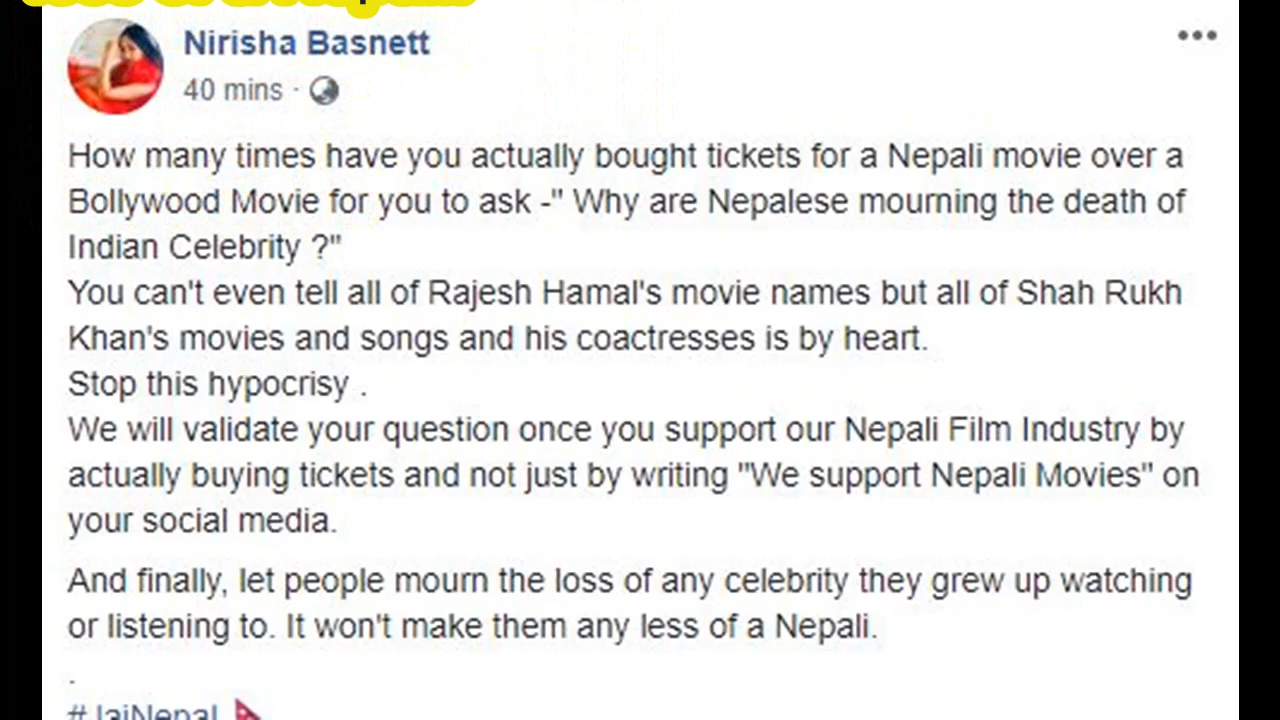 Nirisha Basnett
40 mins ·
How many times have you actually bought tickets for a Nepali movie over a
Bollywood Movie for you to ask -" Why are Nepalese mourning the death of
Indian Celebrity ?"
You can't even tell all of Rajesh Hamal's movie names but all of Shah Rukh
Khan's movies and songs and his coactresses is by heart.
Stop this hypocrisy .
We will validate your question once you support our Nepali Film Industry by
actually buying tickets and not just by writing "We support Nepali Movies" on
your social media.
And finally, let people mourn the loss of any celebrity they grew up watching
or listening to. It won't make them any less of a Nepali.
.
#JaiNepal